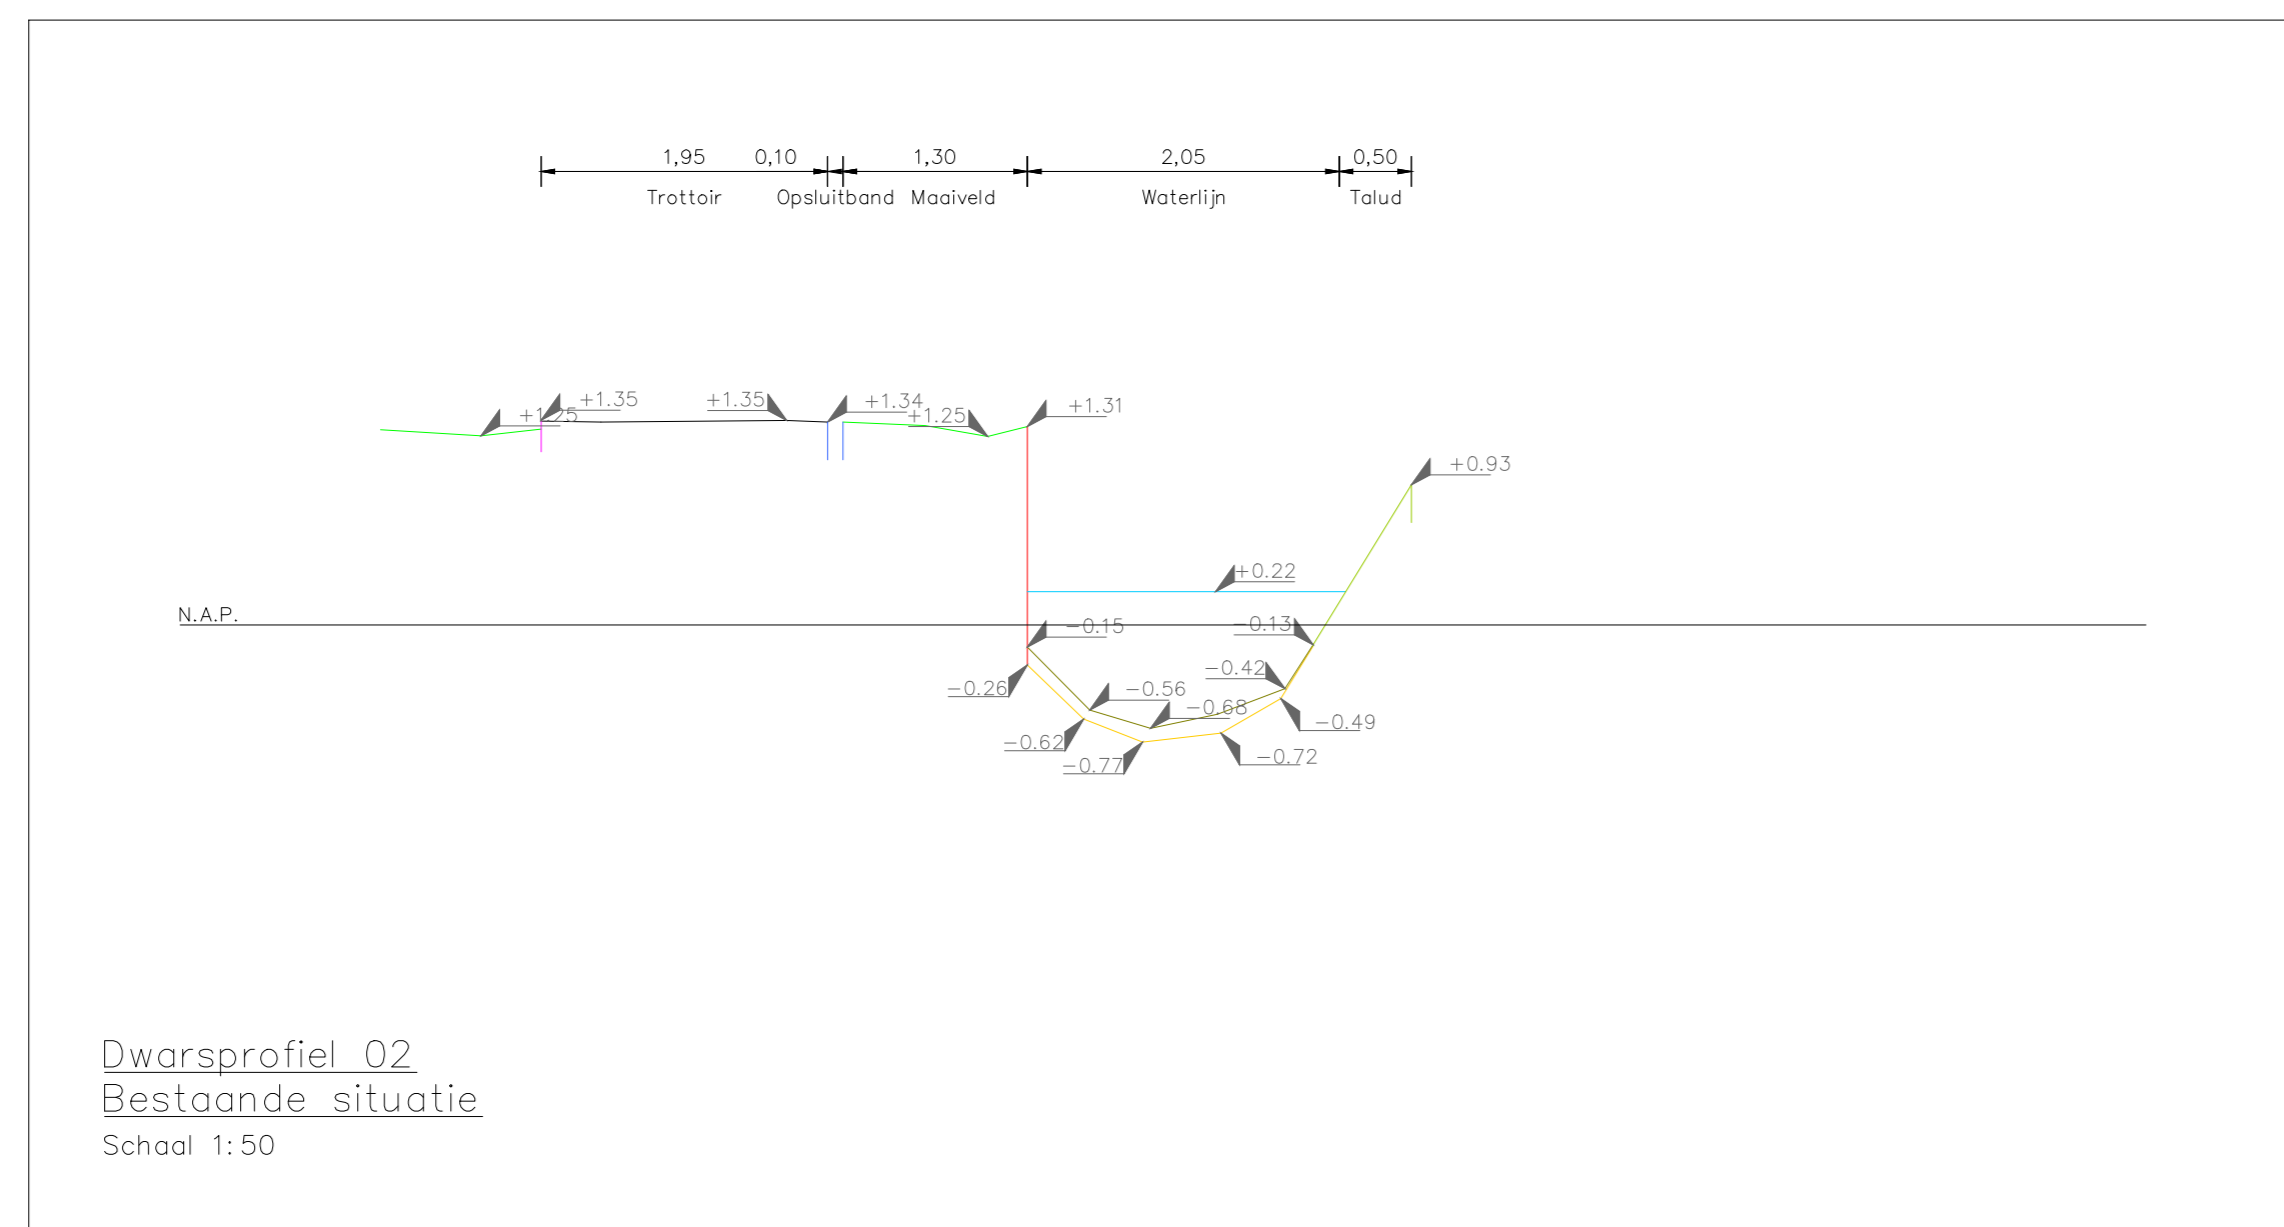 1,95 0,10 1,30 2,05 0,50
Trottoir Opsluitband Maaiveld Waterlijn Talud
+1.25 +1.35 +1.35 +1.34 +1.25 +1.31
+0.93
+0.22
N.A.P.
-0.15 -0.13
-0.42
-0.26 -0.56
-0.68
-0.49
-0.62
-0.77 -0.72
Dwarsprofiel 02
Bestaande situatie
Schaal 1:50